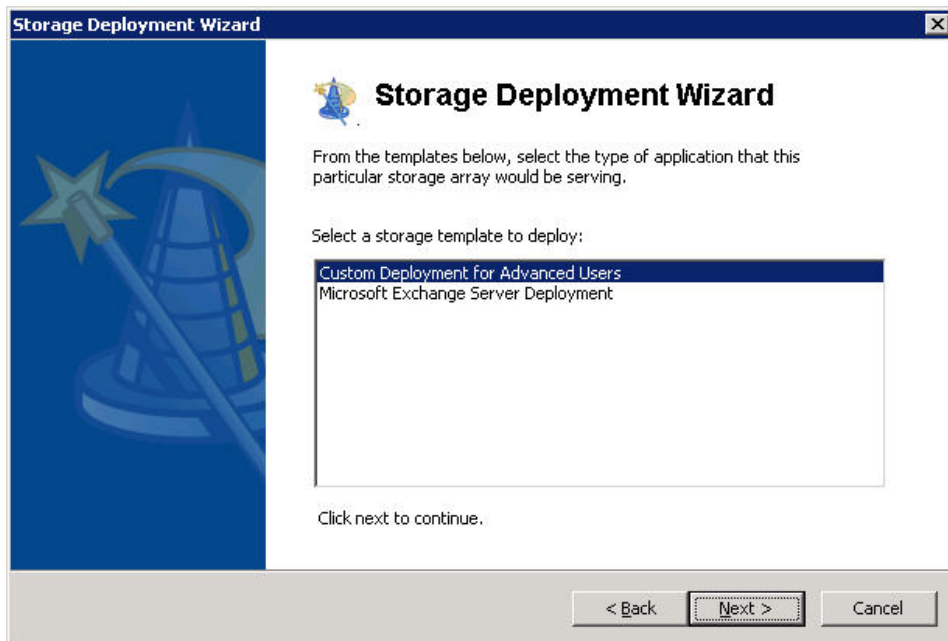 Storage Deployment Wizard
Storage Deployment Wizard
From the templates below, select the type of application that this
particular storage array would be serving.
Select a storage template to deploy:
Custom Deployment for Advanced Users
Microsoft Exchange Server Deployment
Click next to continue.
< Back
Next >
Cancel